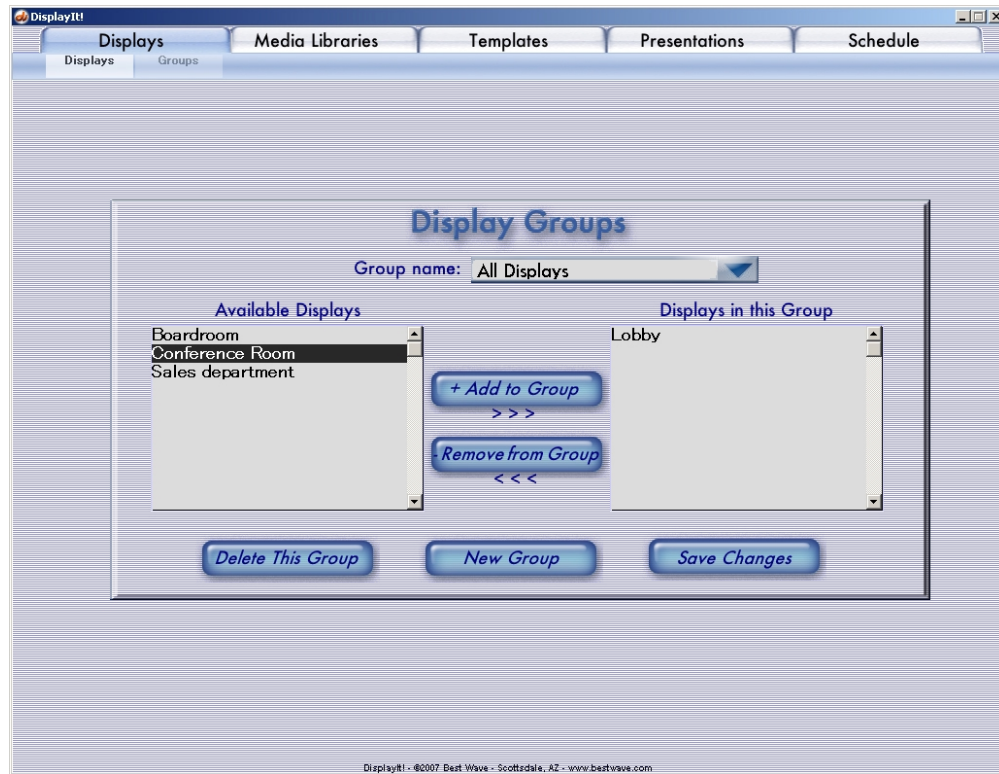 DisplayIt!
Displays Media Libraries Templates Presentations Schedule
Displays Groups
Display Groups
Group name: All Displays
Available Displays
Displays in this Group
Boardroom
Conference Room
Sales department
Lobby
+ Add to Group
> > >
- Remove from Group
< < <
Delete This Group New Group Save Changes
DisplayIt! - ©2007 Best Wave - Scottsdale, AZ - www.bestwave.com